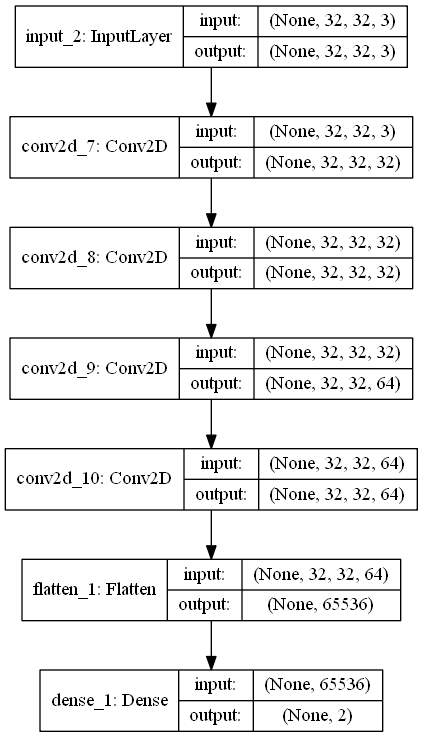 input_2: InputLayer
input: (None, 32, 32, 3)
output: (None, 32, 32, 3)
conv2d_7: Conv2D
input: (None, 32, 32, 3)
output: (None, 32, 32, 32)
conv2d_8: Conv2D
input: (None, 32, 32, 32)
output: (None, 32, 32, 32)
conv2d_9: Conv2D
input: (None, 32, 32, 32)
output: (None, 32, 32, 64)
conv2d_10: Conv2D
input: (None, 32, 32, 64)
output: (None, 32, 32, 64)
flatten_1: Flatten
input: (None, 32, 32, 64)
output: (None, 65536)
dense_1: Dense
input: (None, 65536)
output: (None, 2)